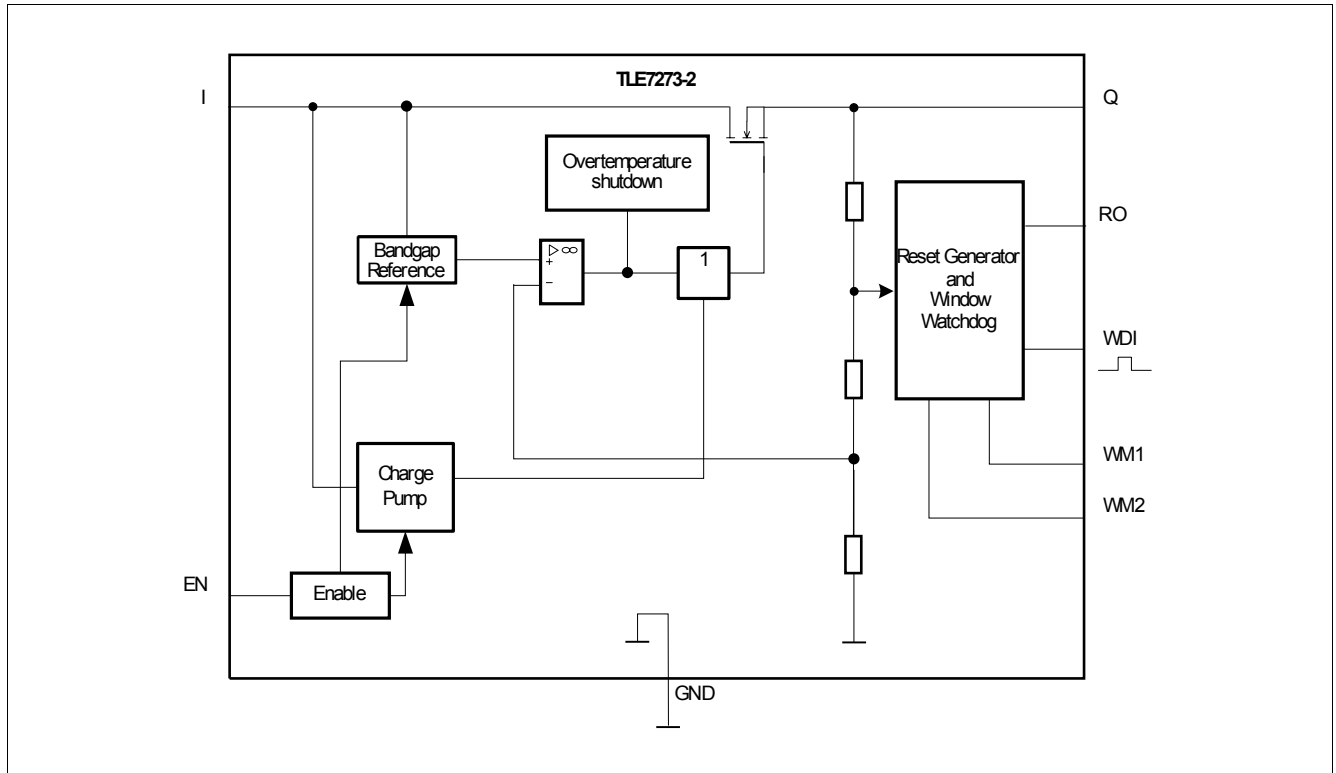 TLE7273-2
I
Q
Overtemperature
shutdown
RO
Bandgap
Reference
▷∞
+
−
1
Reset Generator
and
Window
Watchdog
WDI
Charge
Pump
WM1
WM2
EN
Enable
GND